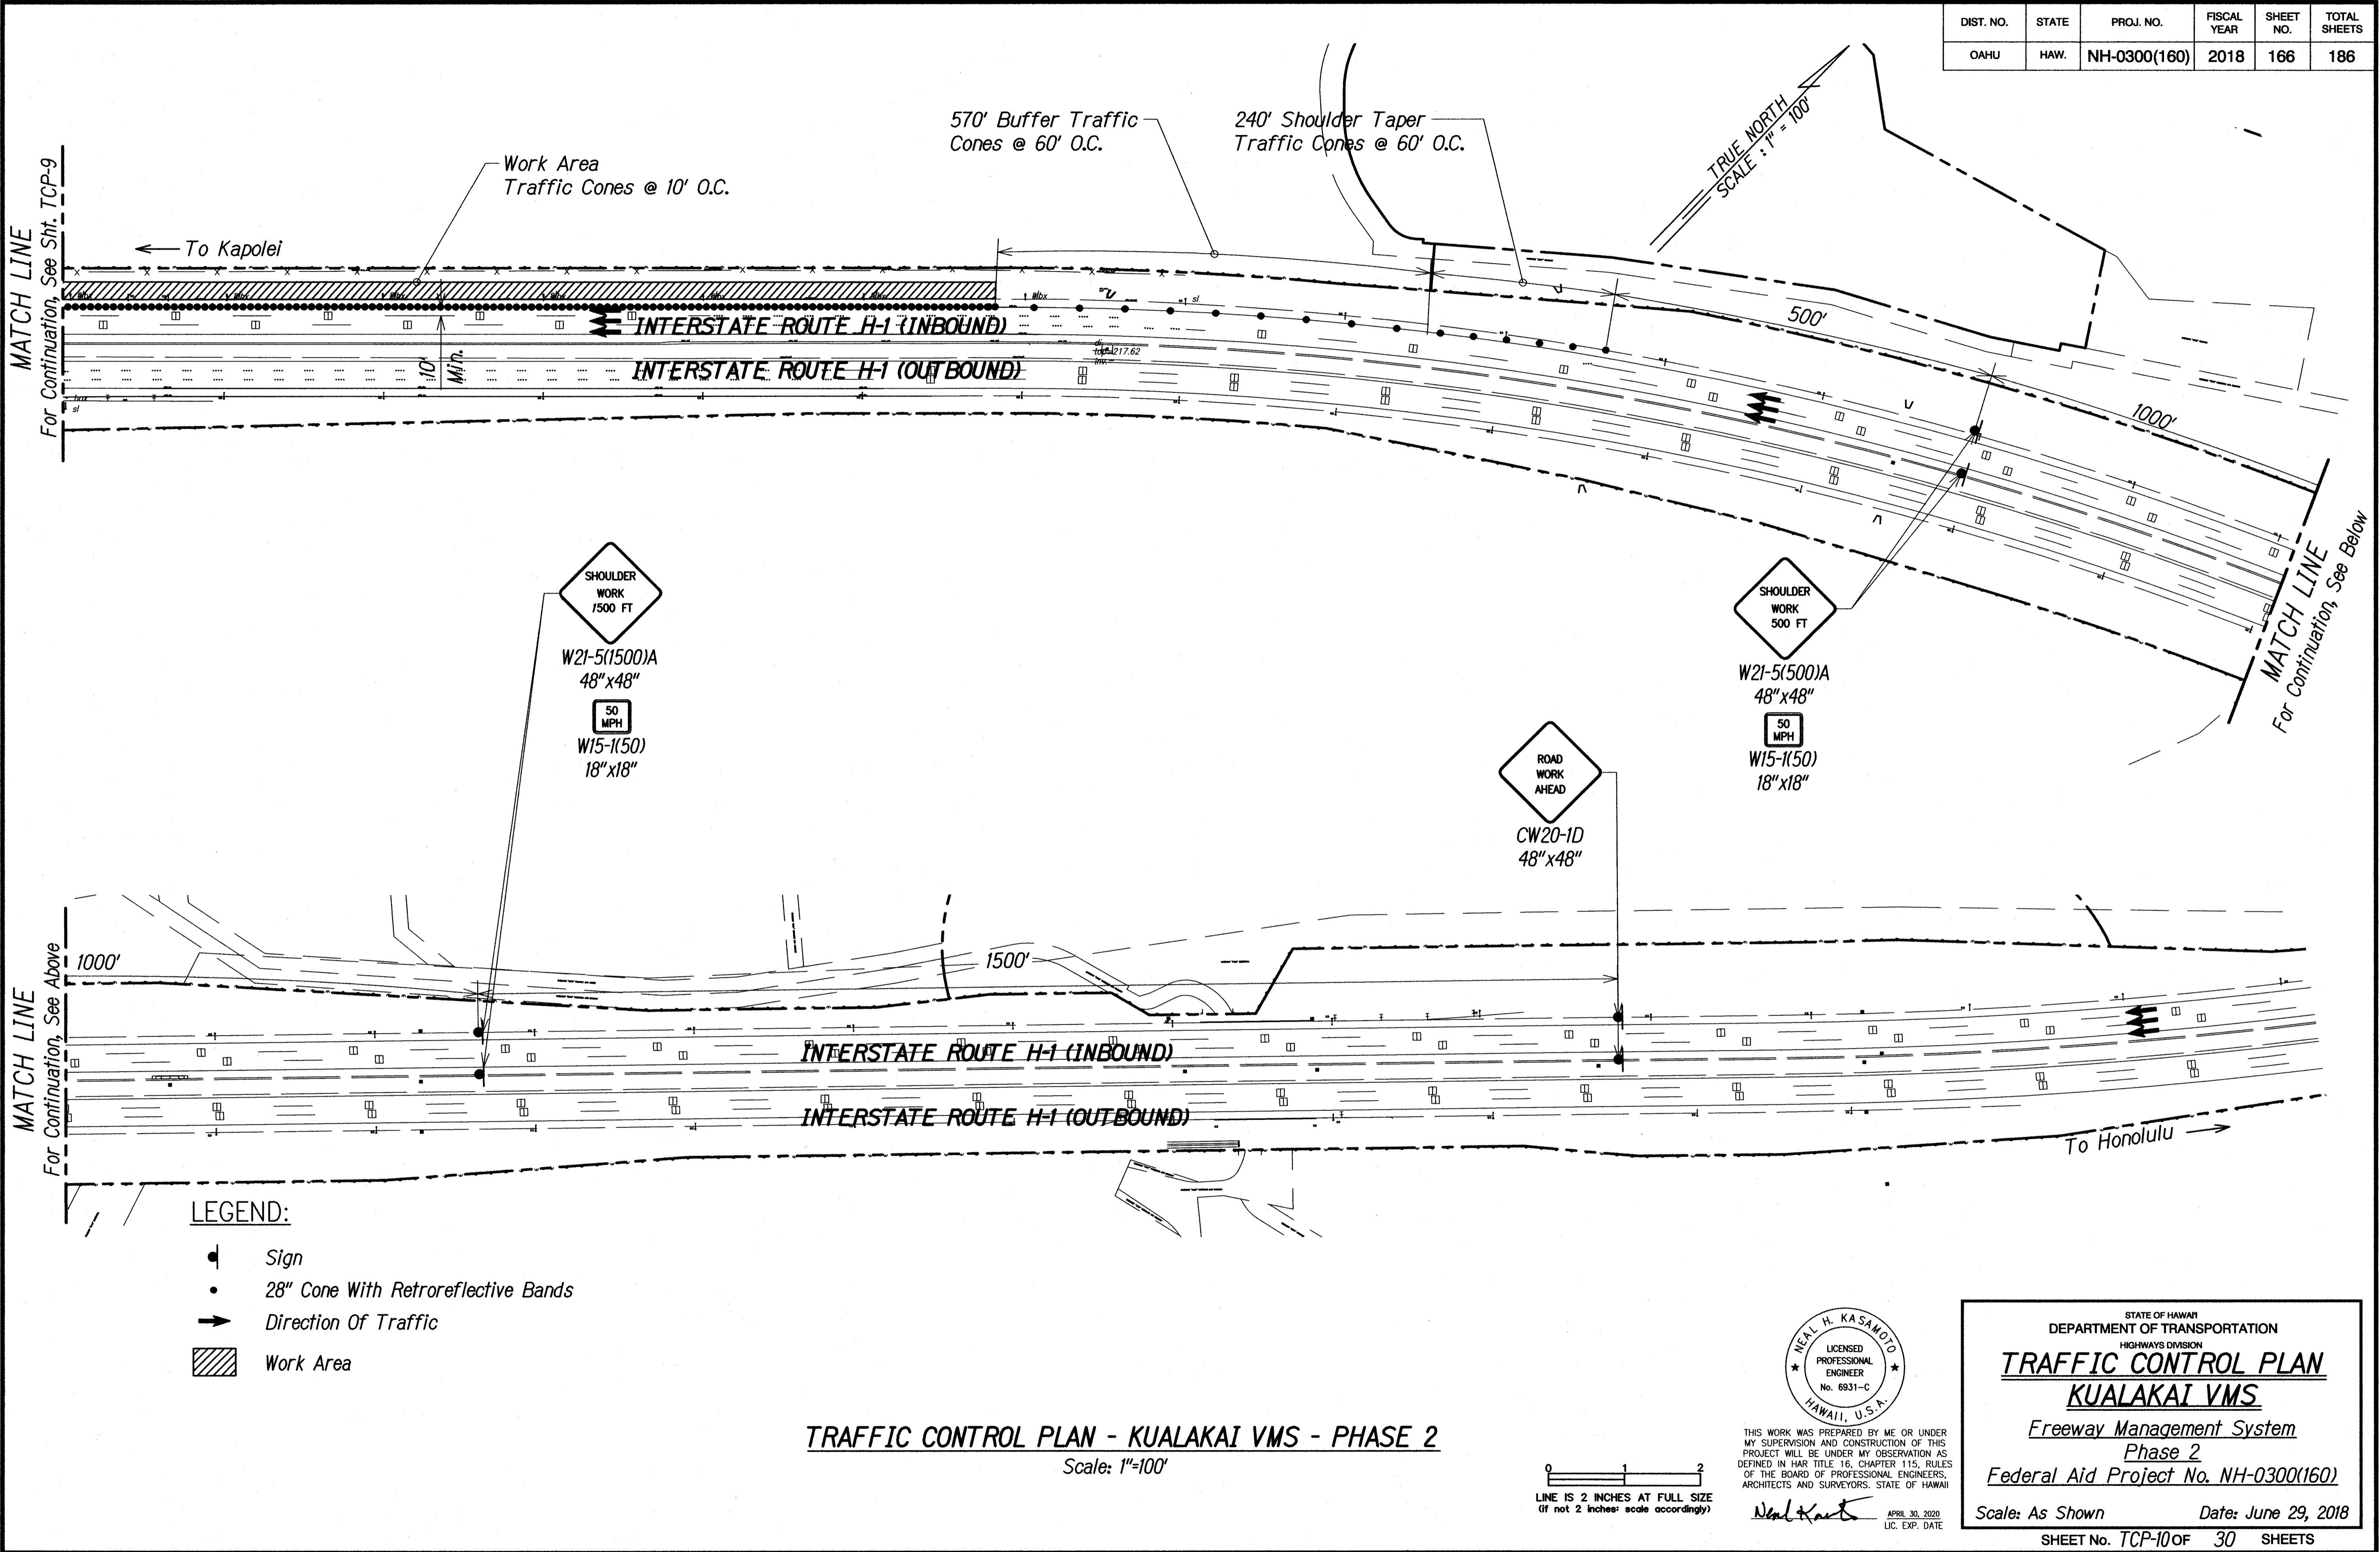 DIST. NO.
STATE
PROJ. NO.
FISCAL
YEAR
SHEET
NO.
TOTAL
SHEETS
OAHU
HAW.
NH-0300(160)
2018
166
186
MATCH LINE
For Continuation, See Sht. TCP-9
To Kapolei
Work Area
Traffic Cones @ 10' O.C.
570' Buffer Traffic
Cones @ 60' O.C.
240' Shoulder Taper
Traffic Cones @ 60' O.C.
TRUE NORTH
SCALE : 1" = 100'
500'
1000'
INTERSTATE ROUTE H-1 (INBOUND)
INTERSTATE ROUTE H-1 (OUTBOUND)
10'
Min.
sl
sl
217.62
MATCH LINE
For Continuation, See Below
SHOULDER
WORK
1500 FT
W21-5(1500)A
48"x48"
50
MPH
W15-1(50)
18"x18"
SHOULDER
WORK
500 FT
W21-5(500)A
48"x48"
50
MPH
W15-1(50)
18"x18"
ROAD
WORK
AHEAD
CW20-1D
48"x48"
MATCH LINE
For Continuation, See Above
1000'
1500'
INTERSTATE ROUTE H-1 (INBOUND)
INTERSTATE ROUTE H-1 (OUTBOUND)
To Honolulu
LEGEND:
Sign
28" Cone With Retroreflective Bands
Direction Of Traffic
Work Area
TRAFFIC CONTROL PLAN - KUALAKAI VMS - PHASE 2
Scale: 1"=100'
0 1 2
LINE IS 2 INCHES AT FULL SIZE
(if not 2 inches: scale accordingly)
NEAL H. KASAMOTO
LICENSED
PROFESSIONAL
ENGINEER
No. 6931-C
HAWAII, U.S.A.
THIS WORK WAS PREPARED BY ME OR UNDER
MY SUPERVISION AND CONSTRUCTION OF THIS
PROJECT WILL BE UNDER MY OBSERVATION AS
DEFINED IN HAR TITLE 16, CHAPTER 115, RULES
OF THE BOARD OF PROFESSIONAL ENGINEERS,
ARCHITECTS AND SURVEYORS. STATE OF HAWAII
APRIL 30, 2020
LIC. EXP. DATE
STATE OF HAWAII
DEPARTMENT OF TRANSPORTATION
HIGHWAYS DIVISION
TRAFFIC CONTROL PLAN
KUALAKAI VMS
Freeway Management System
Phase 2
Federal Aid Project No. NH-0300(160)
Scale: As Shown
Date: June 29, 2018
SHEET No. TCP-10 OF 30 SHEETS